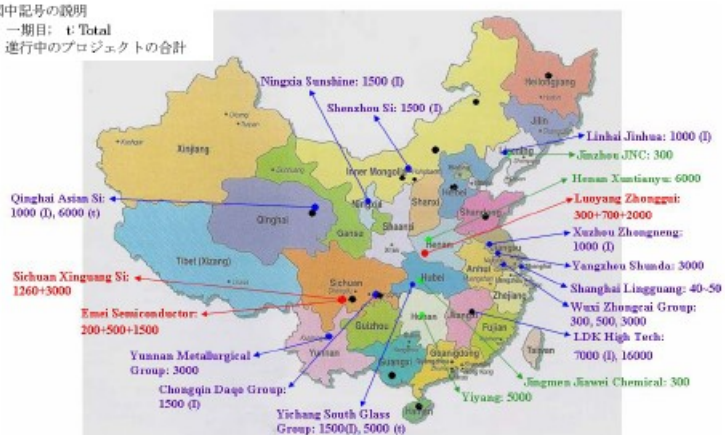 図中記号の説明
一期目; t: Total
進行中のプロジェクトの合計
Ningxia Sunshine: 1500 (I)
Shenzhou Si: 1500 (I)
Heilongjiang
Jilin
Linhai Jinhua: 1000 (I)
Jinzhou JNC: 300
Xinjiang
Inner Mongolia
Liaoning
Hebei
Henan Xuntianyu: 6000
Qinghai Asian Si:
1000 (I), 6000 (t)
Ningxia
Shanxi
Shandong
Luoyang Zhonggui:
300+700+2000
Qinghai
Gansu
Shaanxi
Henan
Xuzhou Zhongneng:
1000 (I)
Jiangsu
Tibet (Xizang)
Sichuan
Hubei
Anhui
Yangzhou Shunda: 3000
Sichuan Xinguang Si:
1260+3000
Shanghai Lingguang: 40~50
Zhejiang
Wuxi Zhongcai Group:
300, 500, 3000
Emei Semiconductor:
200+500+1500
Guizhou
Hunan
Jiangxi
Fujian
LDK High Tech:
7000 (I), 16000
Yunnan
Guangxi
Guangdong
Taiwan
Yunnan Metallurgical
Group: 3000
Chongqin Daqo Group:
1500 (I)
Jingmen Jiawei Chemical: 300
Yiyang: 5000
Yichang South Glass
Group: 1500(I), 5000 (t)
Hainan